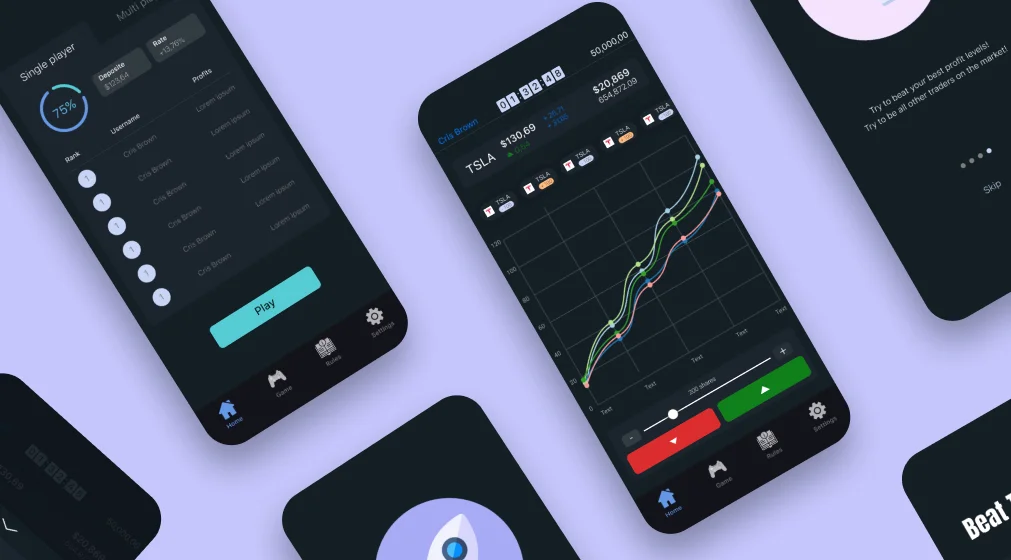 Single player
Multi pla
75%
Deposite
$123.64
Rate
+13,76%
Rank
Username
Profits
1
Cris Brown
Lorem ipsum
1
Cris Brown
Lorem ipsum
1
Cris Brown
Lorem ipsum
1
Cris Brown
Lorem ipsum
1
Cris Brown
Lorem ipsum
1
Cris Brown
Lorem ipsum
Play
Home
Game
Rules
Settings
Cris Brown
01:32:48
50.000,00
TSLA
$130.69
$20,869
654,872.09
TSLA
TSLA
TSLA
TSLA
TSLA
120
100
80
60
40
20
0
Text
Text
Text
Text
Text
-
200 shares
+
Home
Game
Rules
Settings
Try to beat your best profit levels!
Try to be all other traders on the market!
Skip
Beat T